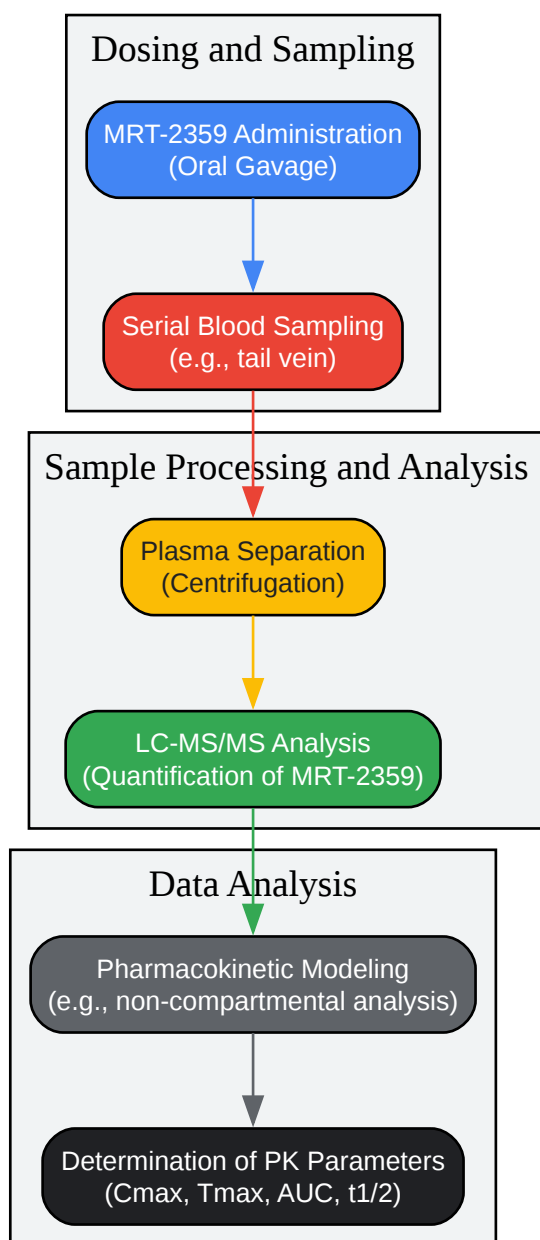 Dosing and Sampling
MRT-2359 Administration
(Oral Gavage)
Serial Blood Sampling
(e.g., tail vein)
Sample Processing and Analysis
Plasma Separation
(Centrifugation)
LC-MS/MS Analysis
(Quantification of MRT-2359)
Data Analysis
Pharmacokinetic Modeling
(e.g., non-compartmental analysis)
Determination of PK Parameters
(Cmax, Tmax, AUC, t1/2)